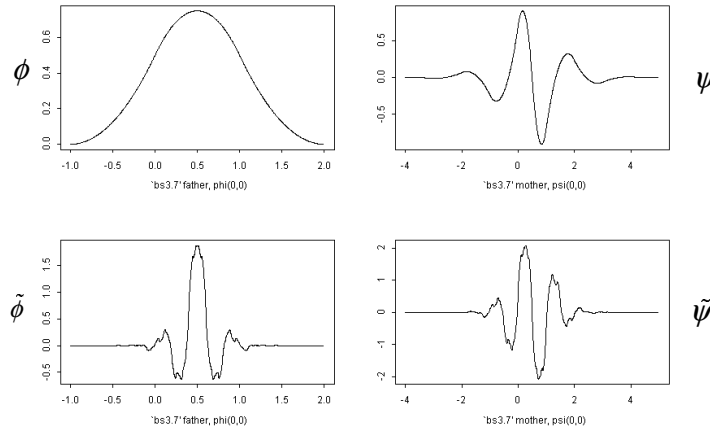 ϕ
0.0 0.2 0.4 0.6
-1.0 -0.5 0.0 0.5 1.0 1.5 2.0
`bs3.7' father, phi(0,0)
-0.5 0.0 0.5
-4 -2 0 2 4
`bs3.7' mother, psi(0,0)
ψ
ϕ̃
-0.5 0.0 0.5 1.0 1.5
-1.0 -0.5 0.0 0.5 1.0 1.5 2.0
`bs3.7' father, phi(0,0)
-2 -1 0 1 2
-4 -2 0 2 4
`bs3.7' mother, psi(0,0)
ψ̃